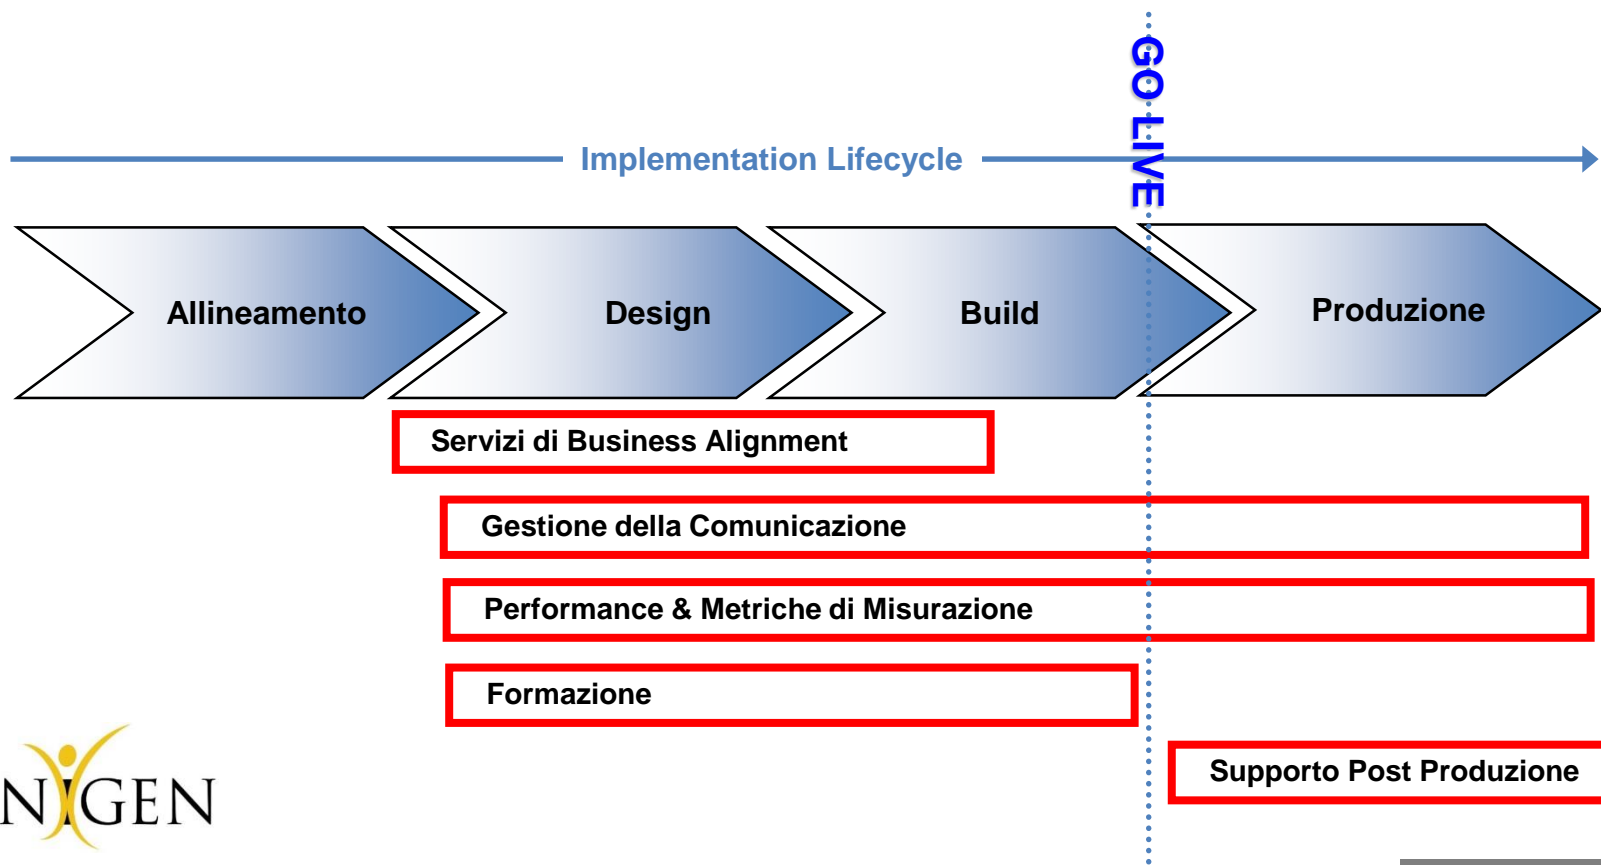 GO LIVE
Implementation Lifecycle
Allineamento
Design
Build
Produzione
Servizi di Business Alignment
Gestione della Comunicazione
Performance & Metriche di Misurazione
Formazione
Supporto Post Produzione
NIGEN